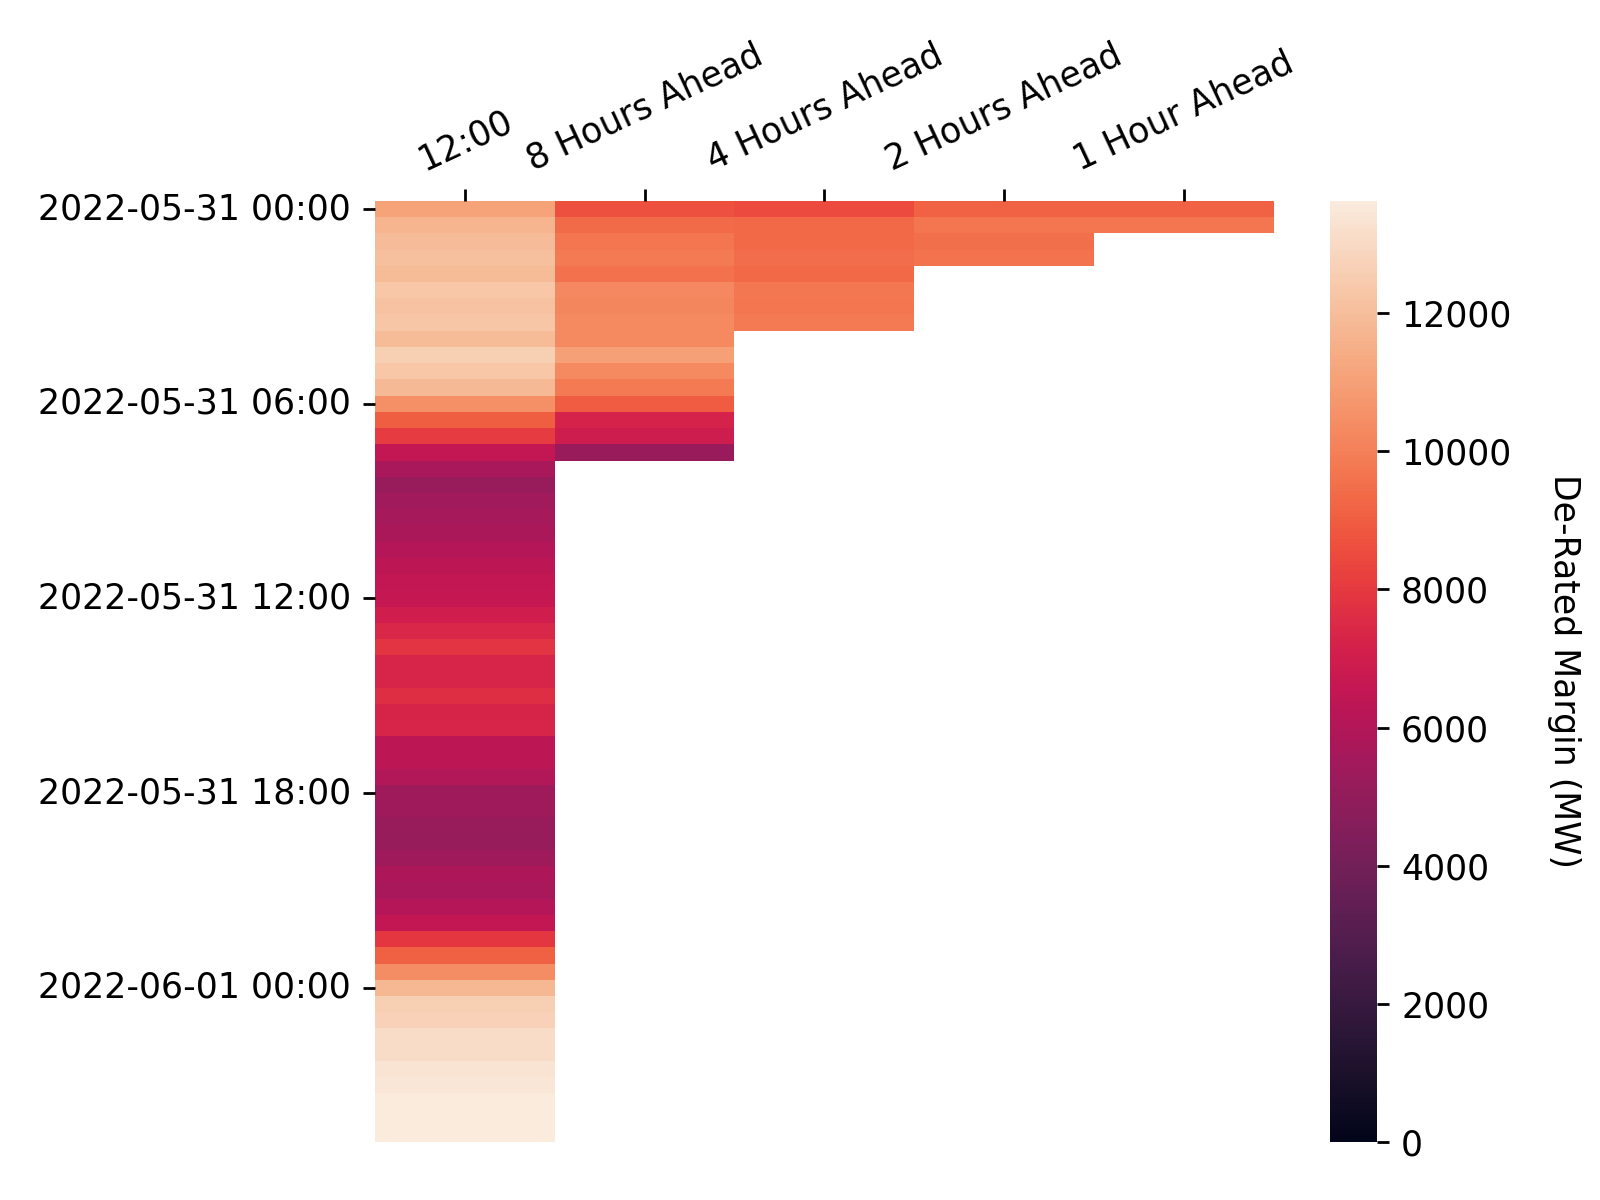 12:00
8 Hours Ahead
4 Hours Ahead
2 Hours Ahead
1 Hour Ahead
2022-05-31 00:00
2022-05-31 06:00
2022-05-31 12:00
2022-05-31 18:00
2022-06-01 00:00
12000
10000
8000
6000
4000
2000
0
De-Rated Margin (MW)